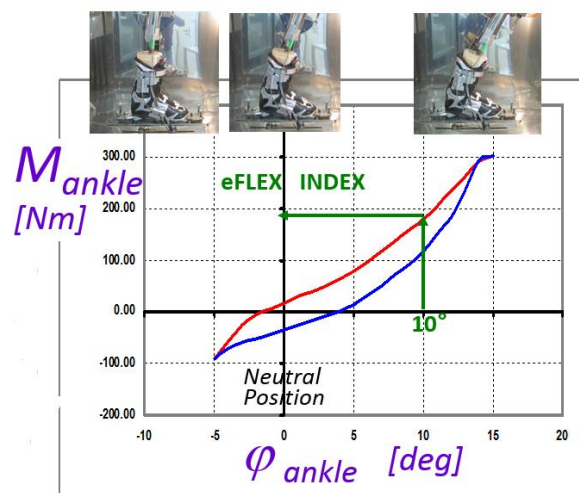 300.00
M ankle
eFLEX INDEX
[Nm]
200.00
100.00
0.00
10°
-100.00
Neutral
Position
-200.00
-10 -5 0 5 10 15 20
φ ankle [deg]